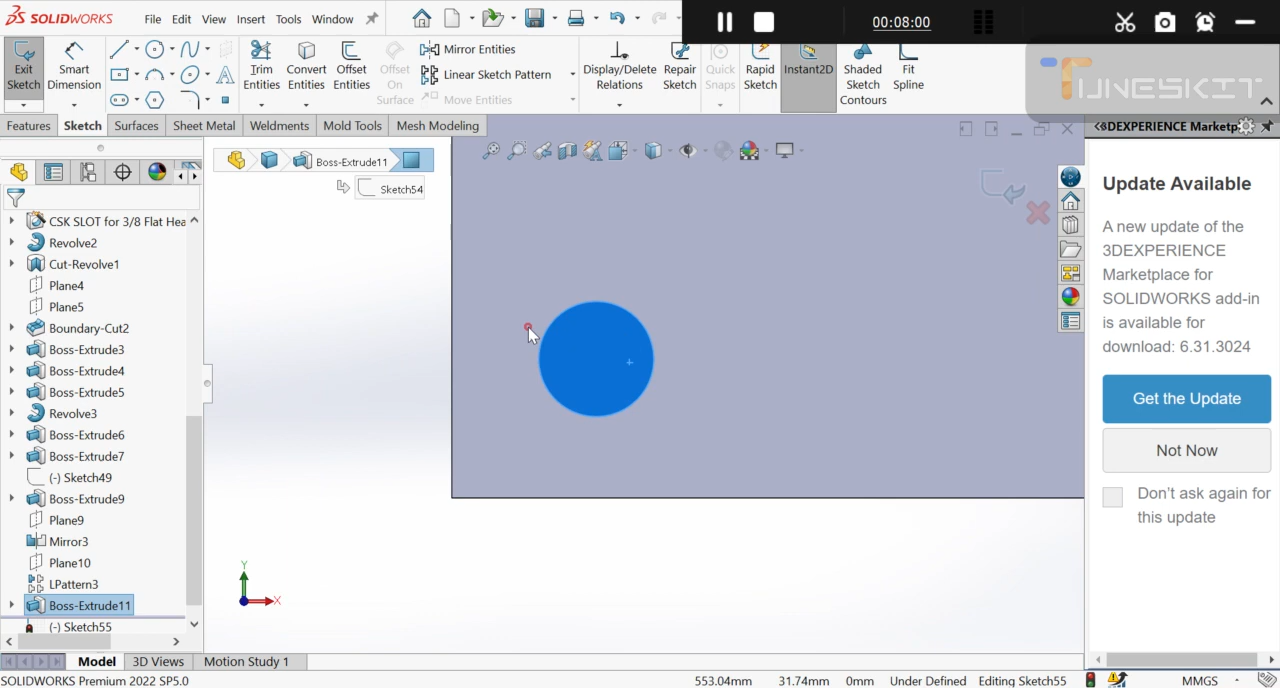 SOLIDWORKS
File Edit View Insert Tools Window
00:08:00
Exit Sketch
Smart Dimension
Trim Entities
Convert Entities
Offset Entities
Offset On Surface
Mirror Entities
Linear Sketch Pattern
Move Entities
Display/Delete Relations
Repair Sketch
Quick Snaps
Rapid Sketch
Instant2D
Shaded Sketch Contours
Fit Spline
TUNESKIT
Features Sketch Surfaces Sheet Metal Weldments Mold Tools Mesh Modeling
3DEXPERIENCE Marketp
Boss-Extrude11
Sketch54
CSK SLOT for 3/8 Flat Hea
Revolve2
Cut-Revolve1
Plane4
Plane5
Boundary-Cut2
Boss-Extrude3
Boss-Extrude4
Boss-Extrude5
Revolve3
Boss-Extrude6
Boss-Extrude7
(-) Sketch49
Boss-Extrude9
Plane9
Mirror3
Plane10
LPattern3
Boss-Extrude11
(-) Sketch55
Y
X
Update Available
A new update of the
3DEXPERIENCE
Marketplace for
SOLIDWORKS add-in
is available for
download: 6.31.3024
Get the Update
Not Now
Don't ask again for
this update
Model 3D Views Motion Study 1
SOLIDWORKS Premium 2022 SP5.0
553.04mm 31.74mm 0mm Under Defined Editing Sketch55 MMGS